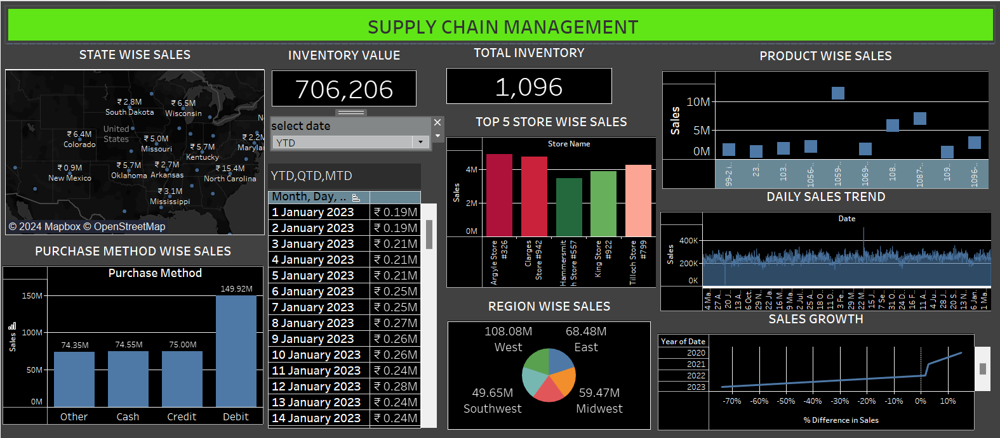 SUPPLY CHAIN MANAGEMENT
STATE WISE SALES
₹ 2.8M
South Dakota
₹ 6.5M
Wisconsin
United
States
₹ 6.4M
Colorado
₹ 5.0M
Missouri
₹ 2.2M
Marylan
₹ 5.7M
Kentucky
₹ 0.9M
New Mexico
₹ 5.7M
Oklahoma
₹ 2.7M
Arkansas
₹ 15.4M
North Carolina
₹ 3.1M
Mississippi
© 2024 Mapbox © OpenStreetMap
PURCHASE METHOD WISE SALES
Purchase Method
Sales
150M
100M
50M
0M
74.35M
74.55M
75.00M
149.92M
Other
Cash
Credit
Debit
INVENTORY VALUE
706,206
select date
YTD
YTD,QTD,MTD
Month, Day, ..
1 January 2023 ₹ 0.19M
2 January 2023 ₹ 0.19M
3 January 2023 ₹ 0.21M
4 January 2023 ₹ 0.21M
5 January 2023 ₹ 0.21M
6 January 2023 ₹ 0.25M
7 January 2023 ₹ 0.25M
8 January 2023 ₹ 0.27M
9 January 2023 ₹ 0.26M
10 January 2023 ₹ 0.26M
11 January 2023 ₹ 0.24M
12 January 2023 ₹ 0.28M
13 January 2023 ₹ 0.24M
14 January 2023 ₹ 0.24M
TOTAL INVENTORY
1,096
TOP 5 STORE WISE SALES
Store Name
Sales
4M
2M
0M
Argyle Store
#326
Clarges
Store #942
Hammersmit
h Store #557
King Store
#922
Tilloch Store
#799
REGION WISE SALES
108.08M
West
68.48M
East
49.65M
Southwest
59.47M
Midwest
PRODUCT WISE SALES
Sales
10M
5M
0M
99-2 i..
23..
103..
1056-..
1059-..
1069-..
108..
1087-..
109..
1096-..
DAILY SALES TREND
Date
Sales
400K
200K
0K
4 Ma..
27 A..
20 J..
13 A..
6 Oct..
29 N..
22 Ja..
16 M..
9 Ma..
2 Jul..
25 A..
18 O..
11 D..
3 Fe..
29 M..
22 M..
15 J..
7 Se..
31 O..
24 D..
16 F..
11 A..
4 Ju..
28 J..
20 S..
13 N..
6 Jan..
1 Ma..
SALES GROWTH
Year of Date
2020
2021
2022
2023
-70%
-60%
-50%
-40%
-30%
-20%
-10%
0%
10%
% Difference in Sales